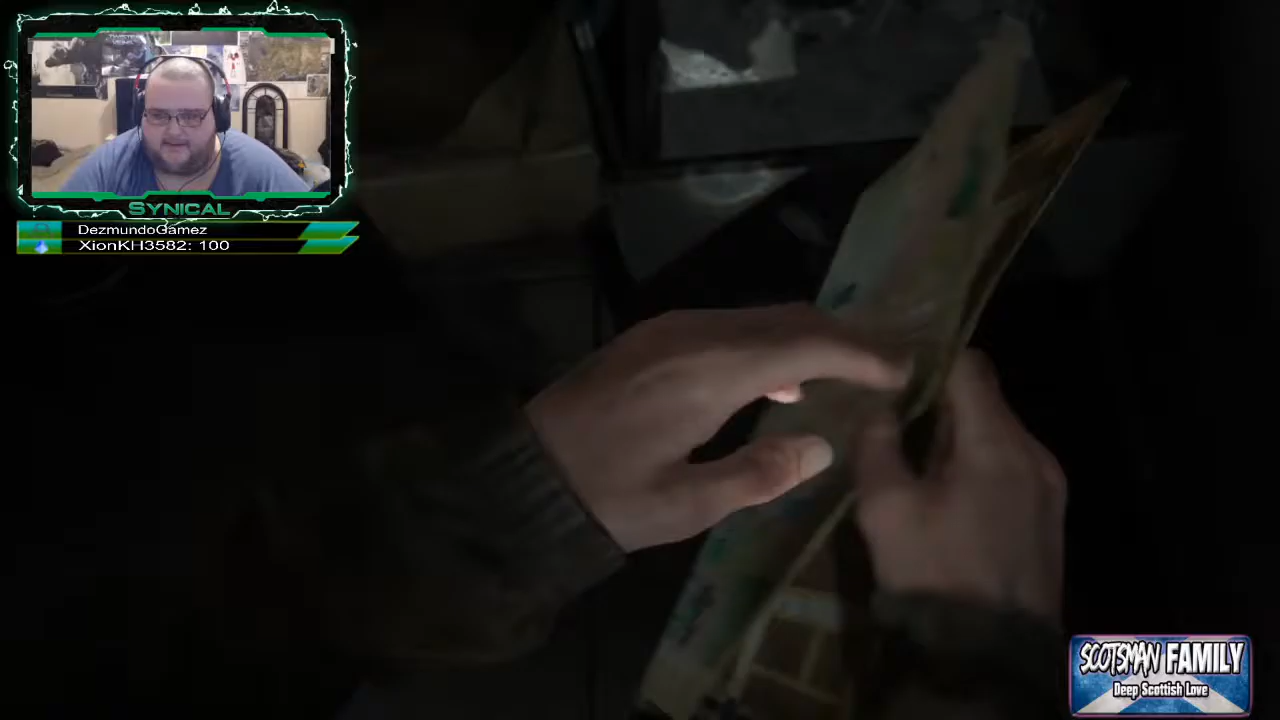 SYNICAL
DezmundoGamez
XionKH3582: 100
SCOTSMAN FAMILY
Deep Scottish Love